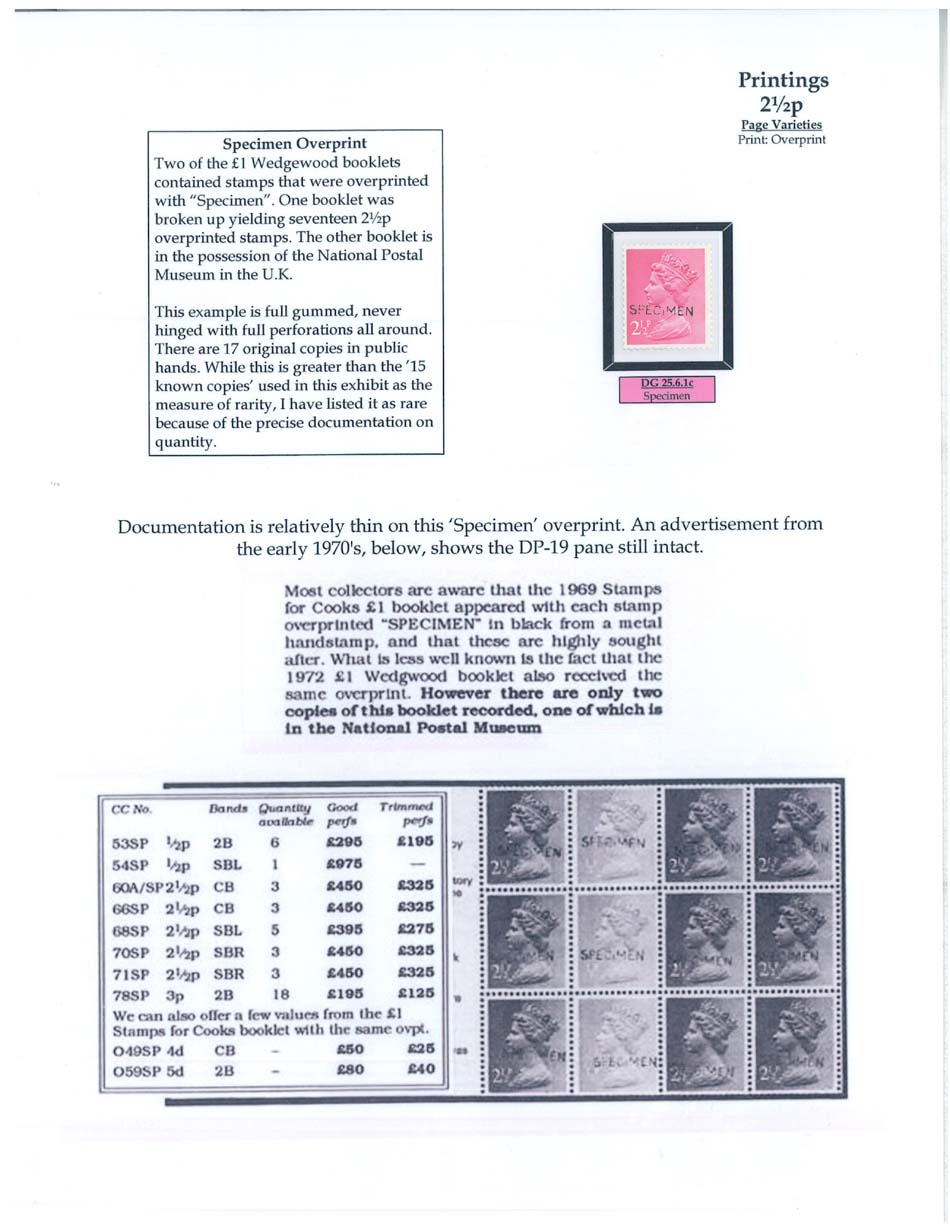 Printings
2½p
Page Varieties
Print: Overprint
Specimen Overprint
Two of the £1 Wedgewood booklets
contained stamps that were overprinted
with "Specimen". One booklet was
broken up yielding seventeen 2½p
overprinted stamps. The other booklet is
in the possession of the National Postal
Museum in the U.K.
This example is full gummed, never
hinged with full perforations all around.
There are 17 original copies in public
hands. While this is greater than the '15
known copies' used in this exhibit as the
measure of rarity, I have listed it as rare
because of the precise documentation on
quantity.
SPECIMEN
2½P
DG 25.6.1c
Specimen
Documentation is relatively thin on this 'Specimen' overprint. An advertisement from
the early 1970's, below, shows the DP-19 pane still intact.
Most collectors are aware that the 1969 Stamps
for Cooks £1 booklet appeared with each stamp
overprinted "SPECIMEN" in black from a metal
handstamp, and that these are highly sought
after. What is less well known is the fact that the
1972 £1 Wedgwood booklet also received the
same overprint. However there are only two
copies of this booklet recorded, one of which is
in the National Postal Museum
CC No. Bands Quantity available Good perfs Trimmed perfs
53SP ½p 2B 6 £295 £195
54SP ½p SBL 1 £975 —
60A/SP 2½p CB 3 £450 £325
66SP 2½p CB 3 £450 £325
68SP 2½p SBL 5 £395 £275
70SP 2½p SBR 3 £450 £325
71SP 2½p SBR 3 £450 £325
78SP 3p 2B 18 £195 £125
We can also offer a few values from the £1
Stamps for Cooks booklet with the same ovpt.
O49SP 4d CB – £50 £25
O59SP 5d 2B – £80 £40
SPECIMEN SPECIMEN SPECIMEN SPECIMEN
2½ 2½ 2½
SPECIMEN SPECIMEN SPECIMEN SPECIMEN
2½ 2½ 2½
SPECIMEN SPECIMEN SPECIMEN SPECIMEN
2½ 2½ 2½